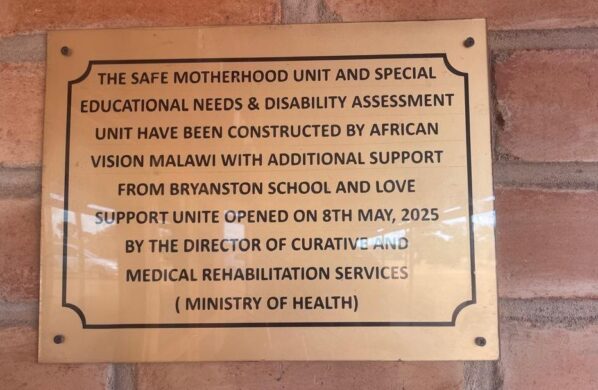 THE SAFE MOTHERHOOD UNIT AND SPECIAL
EDUCATIONAL NEEDS & DISABILITY ASSESSMENT
UNIT HAVE BEEN CONSTRUCTED BY AFRICAN
VISION MALAWI WITH ADDITIONAL SUPPORT
FROM BRYANSTON SCHOOL AND LOVE
SUPPORT UNITE OPENED ON 8TH MAY, 2025
BY THE DIRECTOR OF CURATIVE AND
MEDICAL REHABILITATION SERVICES
( MINISTRY OF HEALTH)